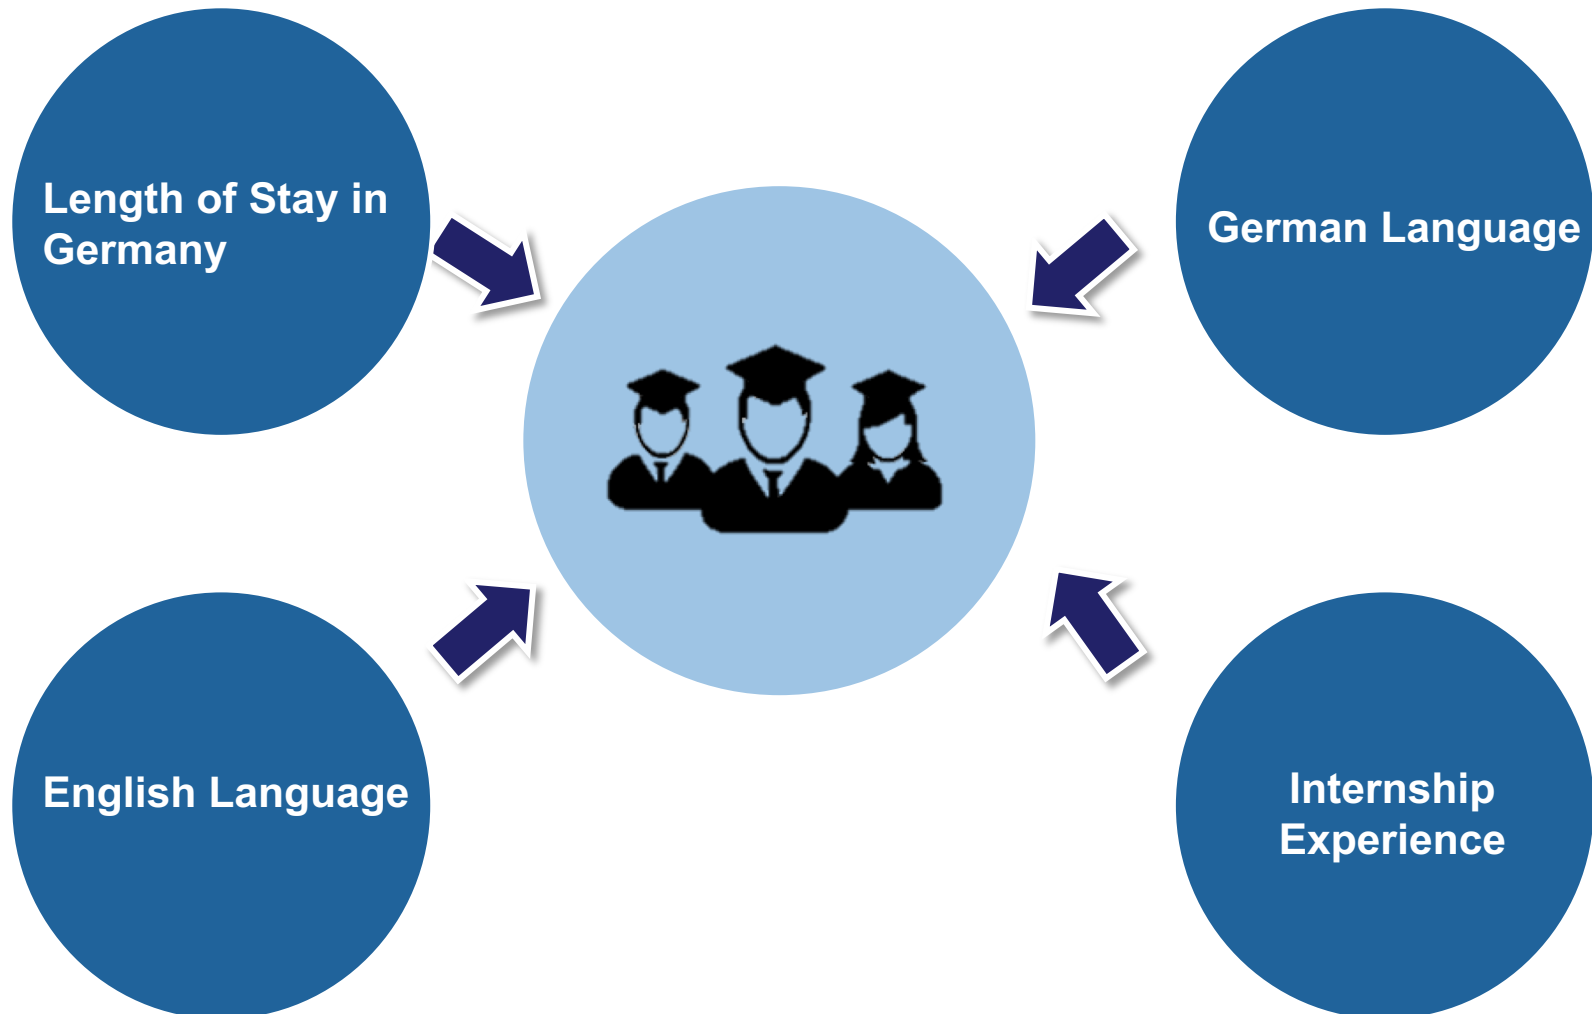 Length of Stay in
Germany
German Language
English Language
Internship
Experience